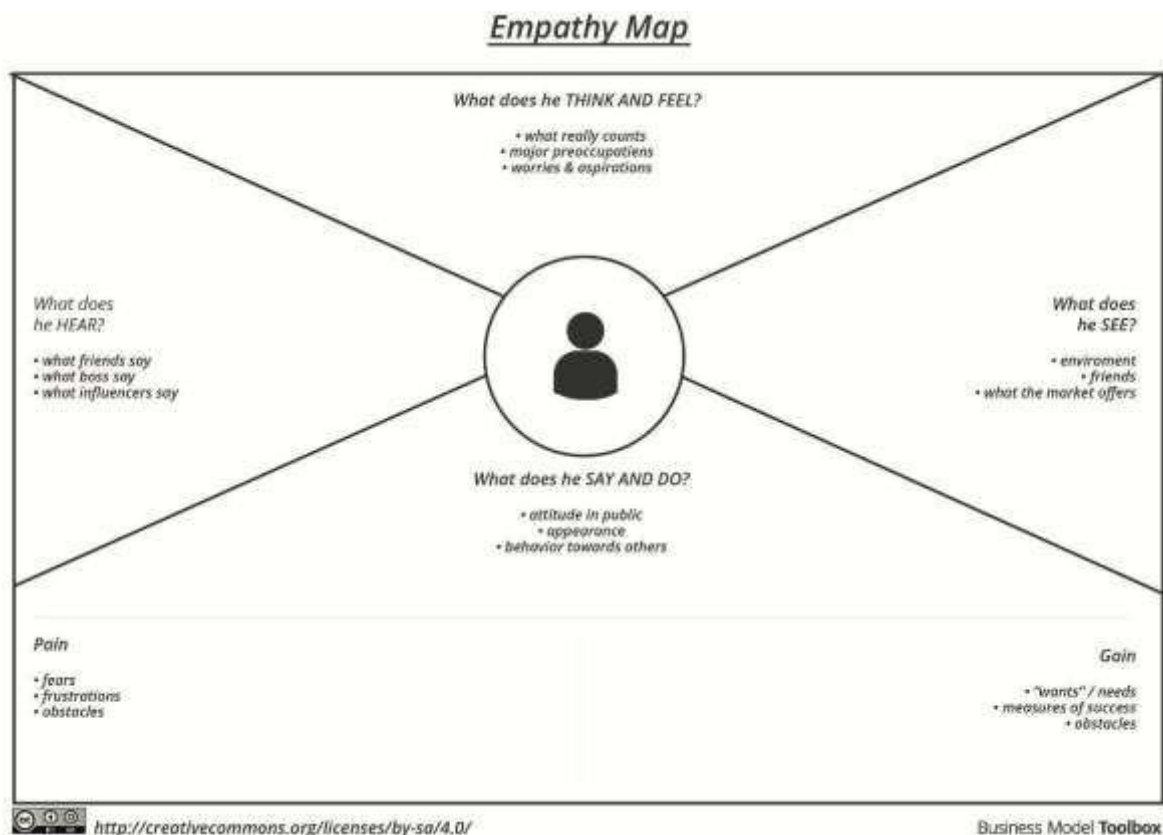 Empathy Map
What does he THINK AND FEEL?
• what really counts
• major preoccupatiens
• worries & aspirations
What does
he HEAR?
• what friends say
• what boss say
• what influencers say
What does
he SEE?
• enviroment
• friends
• what the market offers
What does he SAY AND DO?
• attitude in public
• appearance
• behavior towards others
Pain
• fears
• frustrations
• obstacles
Gain
• "wants" / needs
• measures of success
• obstacles
cc
http://creativecommons.org/licenses/by-sa/4.0/
Business Model Toolbox